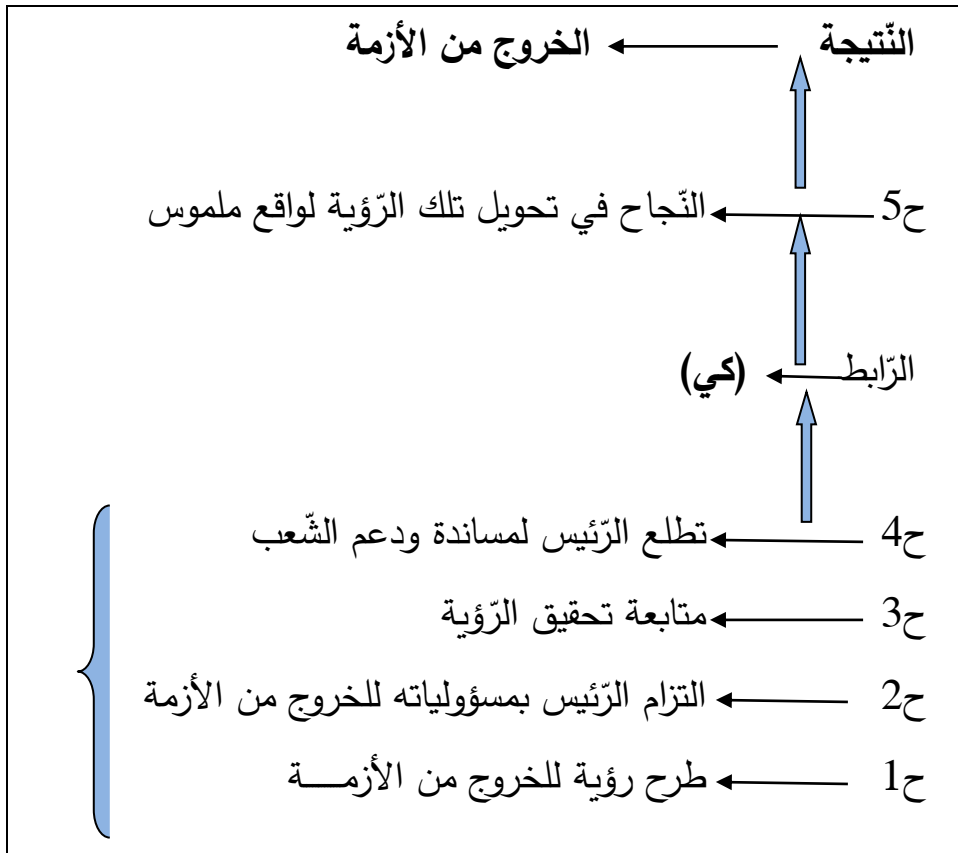 النّتيجة الخروج من الأزمة
ح5 النّجاح في تحويل تلك الرّؤية لواقع ملموس
الرّابط (كي)
ح4 تطلع الرّئيس لمساندة ودعم الشّعب
ح3 متابعة تحقيق الرّؤية
ح2 التزام الرّئيس بمسؤولياته للخروج من الأزمة
ح1 طرح رؤية للخروج من الأزمــــة